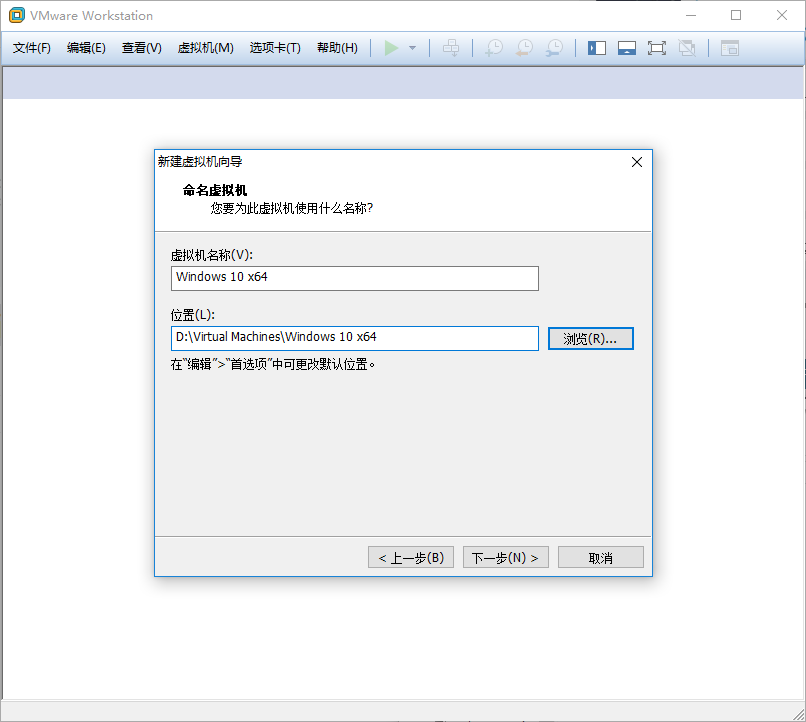 VMware Workstation
文件(F) 编辑(E) 查看(V) 虚拟机(M) 选项卡(T) 帮助(H)
新建虚拟机向导
命名虚拟机
您要为此虚拟机使用什么名称?
虚拟机名称(V):
Windows 10 x64
位置(L):
D:\Virtual Machines\Windows 10 x64
浏览(R)...
在“编辑”>“首选项”中可更改默认位置。
< 上一步(B) 下一步(N) > 取消